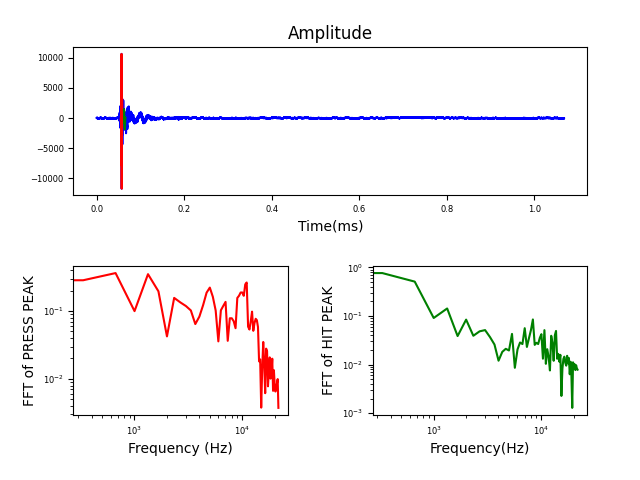 Amplitude
10000
5000
0
−5000
−10000
0.0 0.2 0.4 0.6 0.8 1.0
Time(ms)
FFT of PRESS PEAK
10⁻¹
10⁻²
10³ 10⁴
Frequency (Hz)
FFT of HIT PEAK
10⁰
10⁻¹
10⁻²
10⁻³
10³ 10⁴
Frequency(Hz)